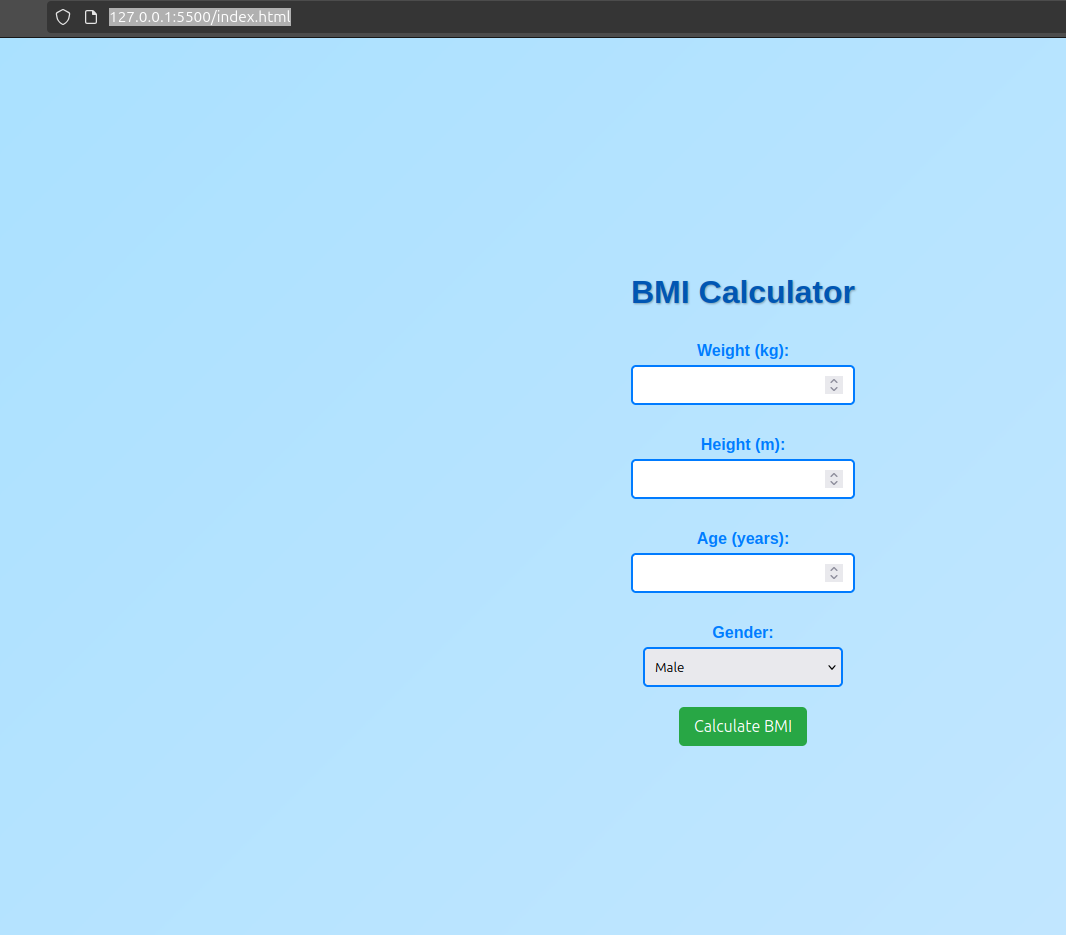 127.0.0.1:5500/index.html
BMI Calculator
Weight (kg):
Height (m):
Age (years):
Gender:
Male
Calculate BMI